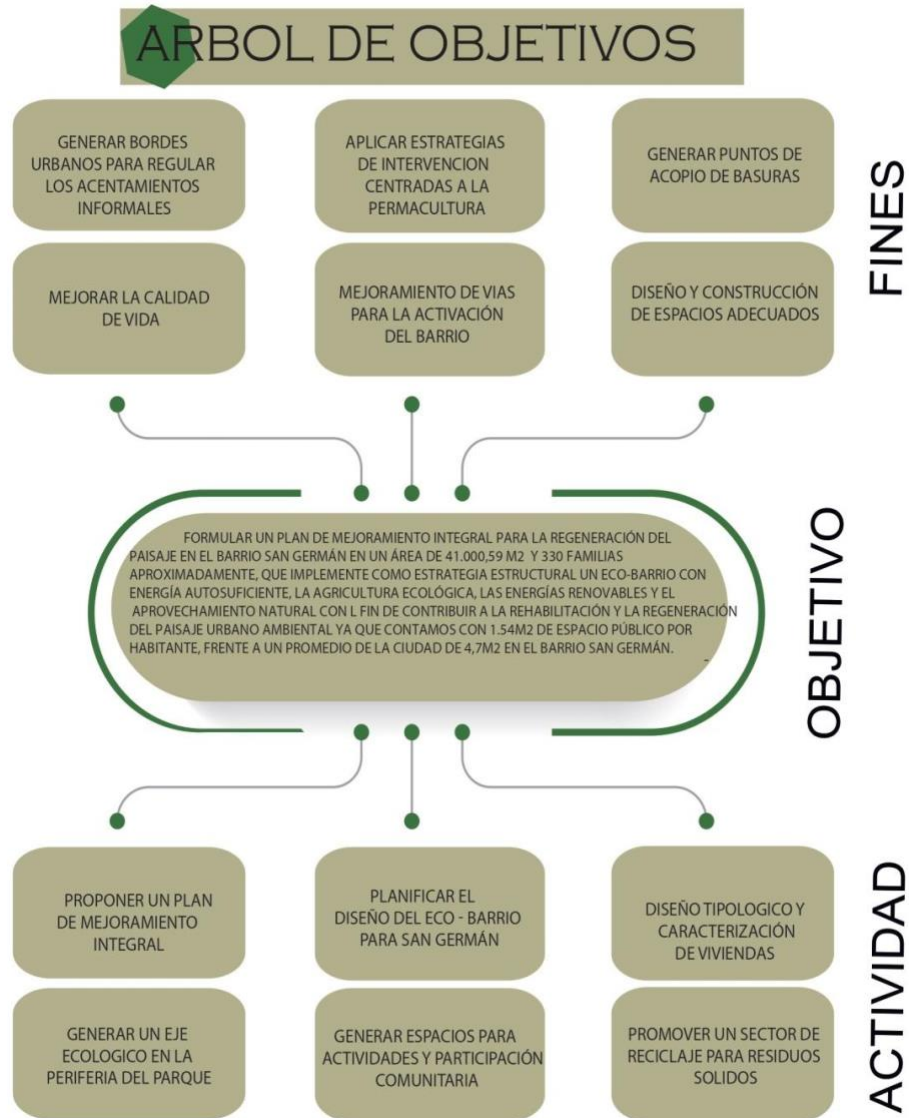 ARBOL DE OBJETIVOS
GENERAR BORDES
URBANOS PARA REGULAR
LOS ACENTAMIENTOS
INFORMALES
APLICAR ESTRATEGIAS
DE INTERVENCION
CENTRADAS A LA
PERMACULTURA
GENERAR PUNTOS DE
ACOPIO DE BASURAS
MEJORAR LA CALIDAD
DE VIDA
MEJORAMIENTO DE VIAS
PARA LA ACTIVACIÓN
DEL BARRIO
DISEÑO Y CONSTRUCCIÓN
DE ESPACIOS ADECUADOS
FINES
FORMULAR UN PLAN DE MEJORAMIENTO INTEGRAL PARA LA REGENERACIÓN DEL
PAISAJE EN EL BARRIO SAN GERMÁN EN UN ÁREA DE 41.000,59 M2 Y 330 FAMILIAS
APROXIMADAMENTE, QUE IMPLEMENTE COMO ESTRATEGIA ESTRUCTURAL UN ECO-BARRIO CON
ENERGÍA AUTOSUFICIENTE, LA AGRICULTURA ECOLÓGICA, LAS ENERGÍAS RENOVABLES Y EL
APROVECHAMIENTO NATURAL CON L FIN DE CONTRIBUIR A LA REHABILITACIÓN Y LA REGENERACIÓN
DEL PAISAJE URBANO AMBIENTAL YA QUE CONTAMOS CON 1.54M2 DE ESPACIO PÚBLICO POR
HABITANTE, FRENTE A UN PROMEDIO DE LA CIUDAD DE 4,7M2 EN EL BARRIO SAN GERMÁN.
-
OBJETIVO
PROPONER UN PLAN
DE MEJORAMIENTO
INTEGRAL
PLANIFICAR EL
DISEÑO DEL ECO - BARRIO
PARA SAN GERMÁN
DISEÑO TIPOLOGICO Y
CARACTERIZACIÓN
DE VIVIENDAS
GENERAR UN EJE
ECOLOGICO EN LA
PERIFERIA DEL PARQUE
GENERAR ESPACIOS PARA
ACTIVIDADES Y PARTICIPACIÓN
COMUNITARIA
PROMOVER UN SECTOR DE
RECICLAJE PARA RESIDUOS
SOLIDOS
ACTIVIDAD